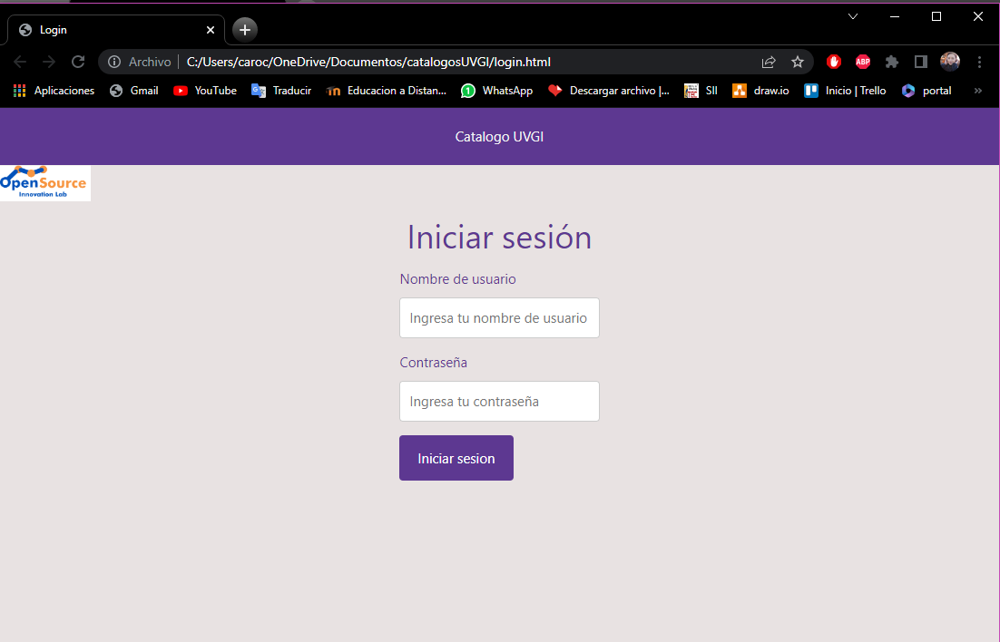 Login
Archivo C:/Users/caroc/OneDrive/Documentos/catalogosUVGI/login.html
ABP
Aplicaciones Gmail YouTube Traducir Educacion a Distan... 1 WhatsApp Descargar archivo |... SII draw.io Inicio | Trello portal »
Catalogo UVGI
OpenSource
Innovation Lab
Iniciar sesión
Nombre de usuario
Ingresa tu nombre de usuario
Contraseña
Ingresa tu contraseña
Iniciar sesion